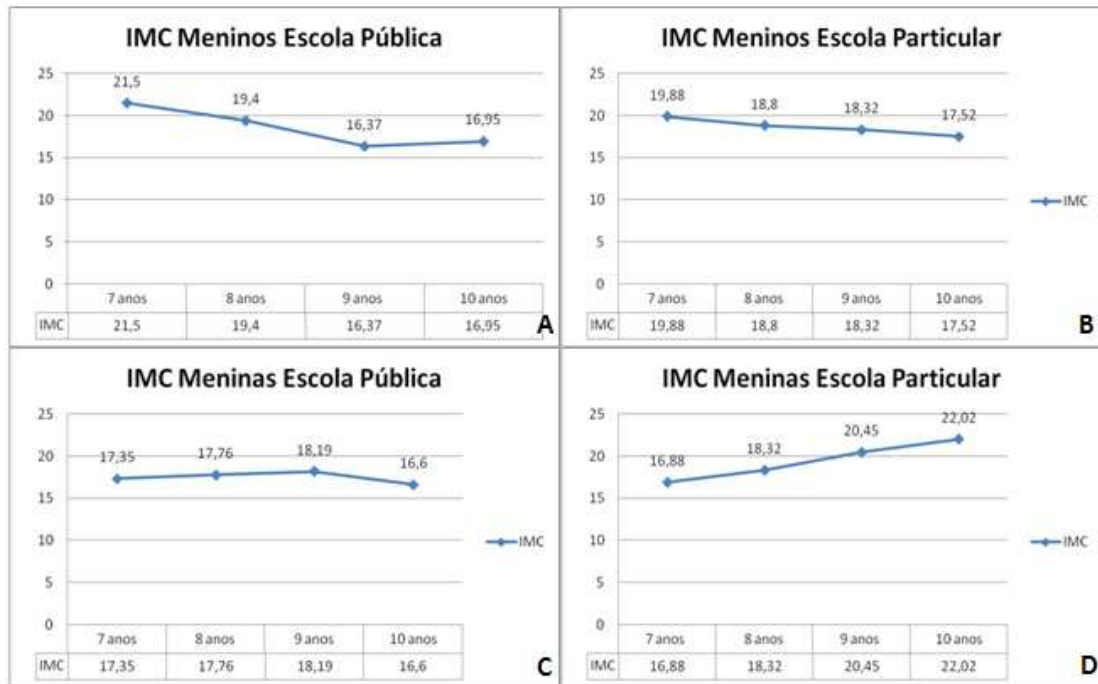 IMC Meninos Escola Pública
25
20
15
10
5
0
21,5
19,4
16,37
16,95
7 anos 8 anos 9 anos 10 anos
IMC 21,5 19,4 16,37 16,95
A
IMC Meninos Escola Particular
25
20
15
10
5
0
19,88
18,8
18,32
17,52
IMC
7 anos 8 anos 9 anos 10 anos
IMC 19,88 18,8 18,32 17,52
B
IMC Meninas Escola Pública
25
20
15
10
5
0
17,35
17,76
18,19
16,6
IMC
7 anos 8 anos 9 anos 10 anos
IMC 17,35 17,76 18,19 16,6
C
IMC Meninas Escola Particular
25
20
15
10
5
0
16,88
18,32
20,45
22,02
IMC
7 anos 8 anos 9 anos 10 anos
IMC 16,88 18,32 20,45 22,02
D